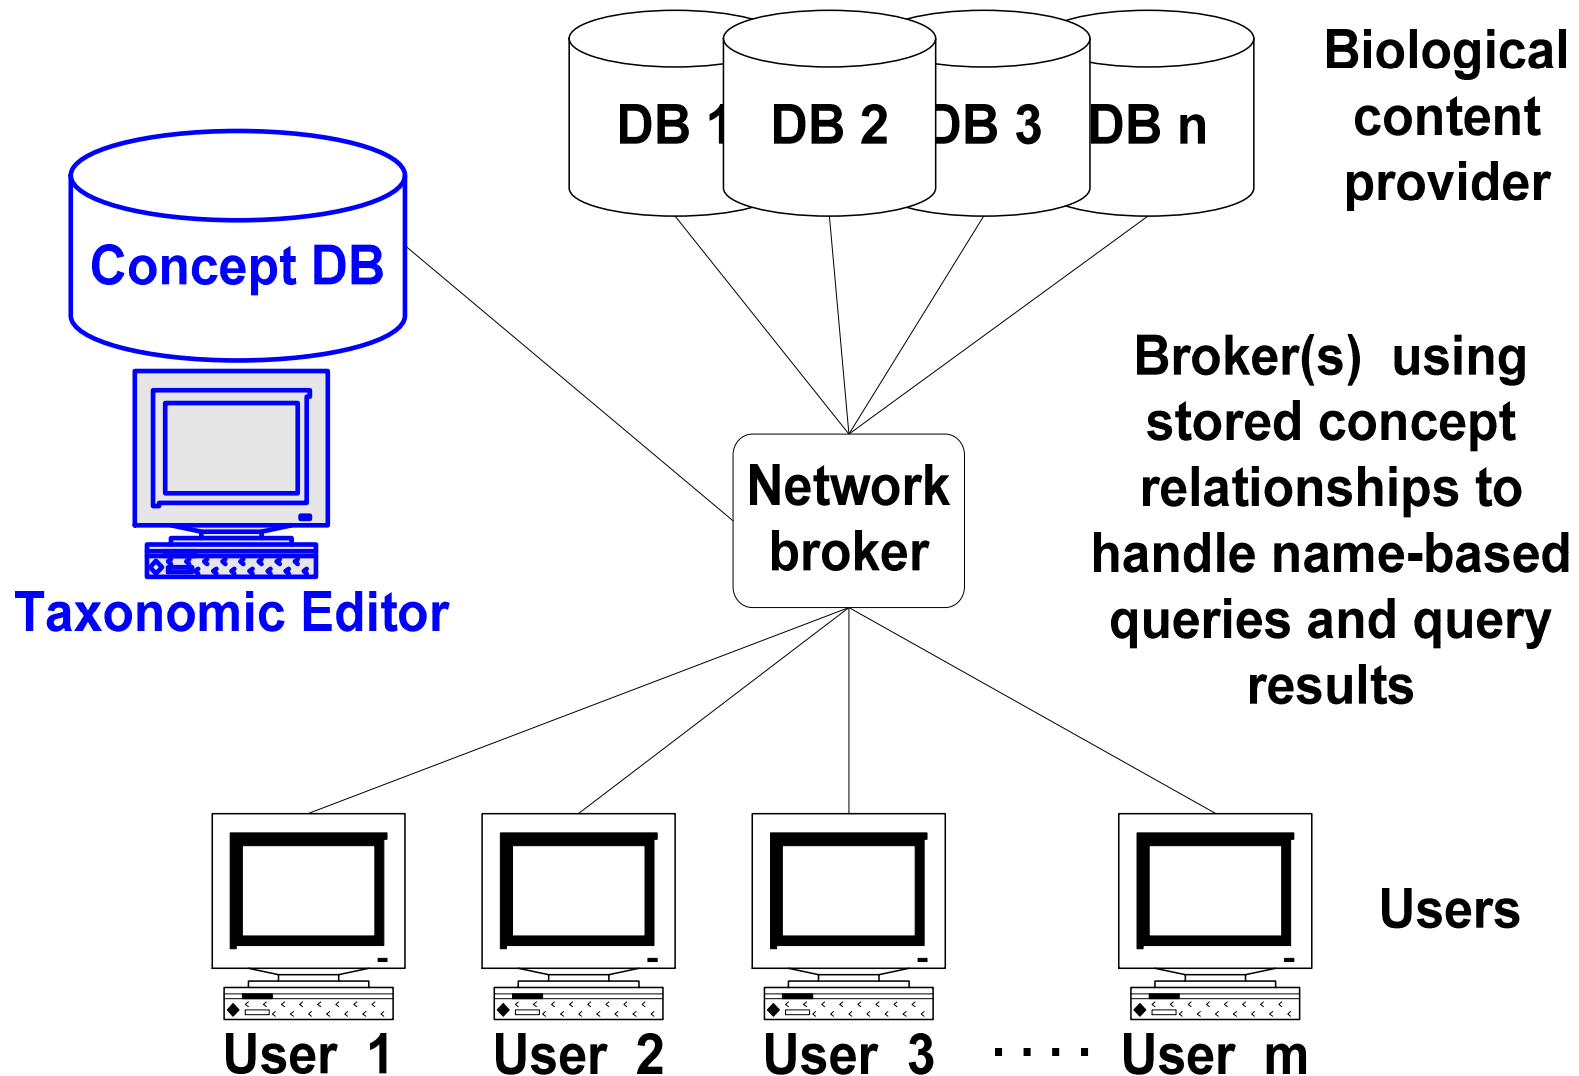 DB 1 DB 2 DB 3 DB n
Biological
content
provider
Concept DB
Taxonomic Editor
Network
broker
Broker(s) using
stored concept
relationships to
handle name-based
queries and query
results
Users
User 1 User 2 User 3 . . . . User m